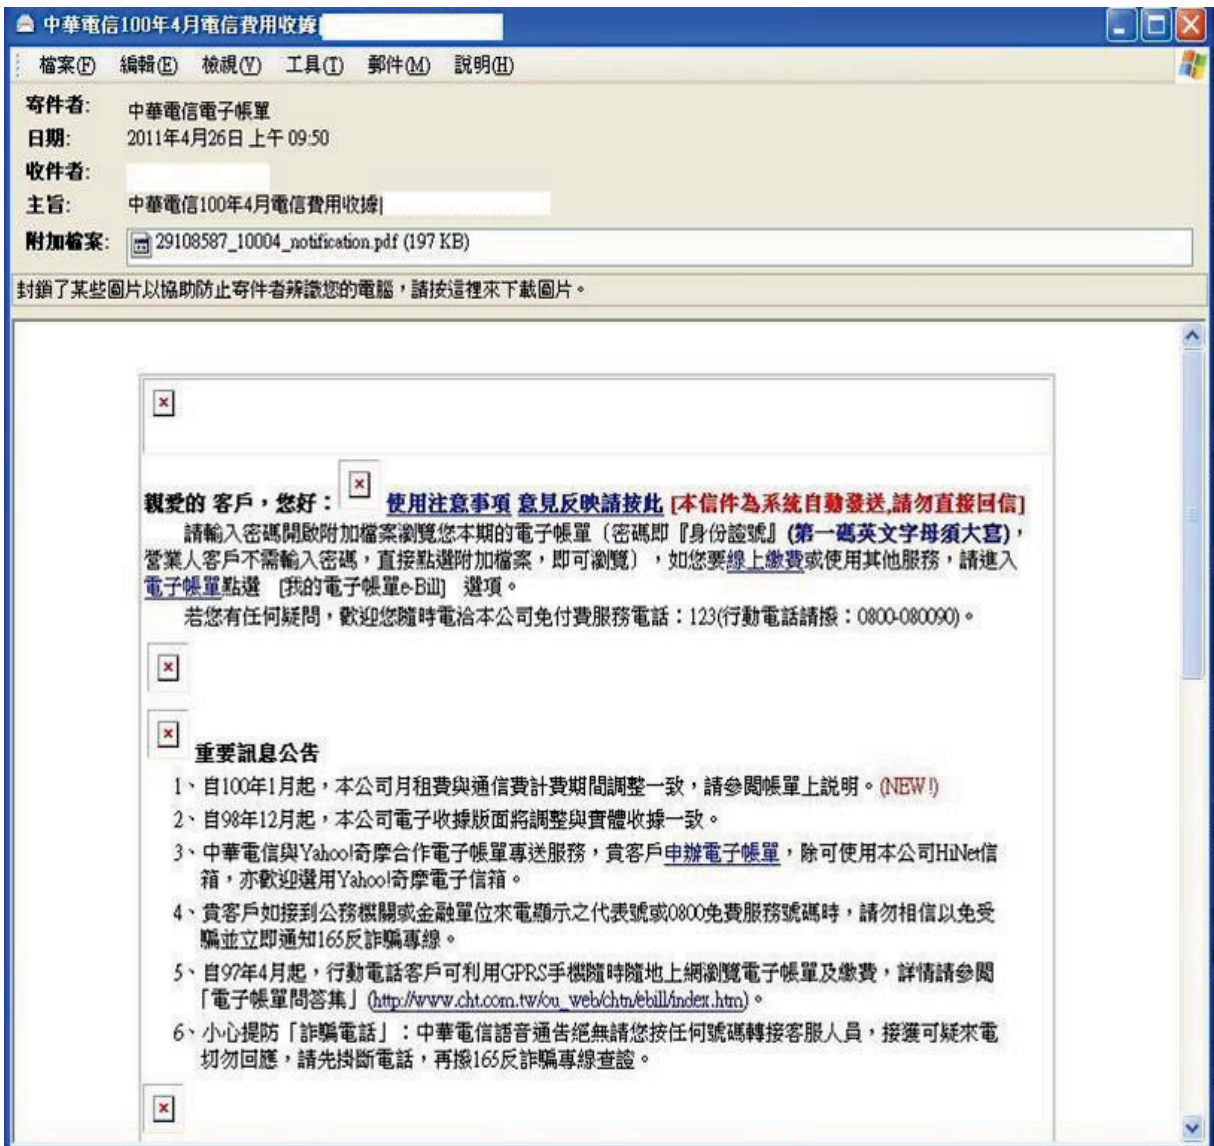 中華電信100年4月電信費用收據|
檔案(F) 編輯(E) 檢視(V) 工具(T) 郵件(M) 說明(H)
寄件者: 中華電信電子帳單
日期: 2011年4月26日 上午 09:50
收件者:
主旨: 中華電信100年4月電信費用收據|
附加檔案: 29108587_10004_notification.pdf (197 KB)
封鎖了某些圖片以協助防止寄件者辨識您的電腦，請按這裡來下載圖片。
親愛的 客戶，您好： 使用注意事項 意見反映請按此 [本信件為系統自動發送,請勿直接回信]
請輸入密碼開啟附加檔案瀏覽您本期的電子帳單〔密碼即『身份證號』(第一碼英文字母須大寫)，
營業人客戶不需輸入密碼，直接點選附加檔案，即可瀏覽〕，如您要線上繳費或使用其他服務，請進入
電子帳單點選 [我的電子帳單e-Bill] 選項。
若您有任何疑問，歡迎您隨時電洽本公司免付費服務電話：123(行動電話請撥：0800-080090)。
重要訊息公告
1、自100年1月起，本公司月租費與通信費計費期間調整一致，請參閱帳單上說明。(NEW!)
2、自98年12月起，本公司電子收據版面將調整與實體收據一致。
3、中華電信與Yahoo!奇摩合作電子帳單專送服務，貴客戶申辦電子帳單，除可使用本公司HiNet信
箱，亦歡迎選用Yahoo!奇摩電子信箱。
4、貴客戶如接到公務機關或金融單位來電顯示之代表號或0800免費服務號碼時，請勿相信以免受
騙並立即通知165反詐騙專線。
5、自97年4月起，行動電話客戶可利用GPRS手機隨時隨地上網瀏覽電子帳單及繳費，詳情請參閱
「電子帳單問答集」(http://www.cht.com.tw/ou_web/chtn/ebill/index.htm)。
6、小心提防「詐騙電話」：中華電信語音通告絕無請您按任何號碼轉接客服人員，接獲可疑來電
切勿回應，請先掛斷電話，再撥165反詐騙專線查證。